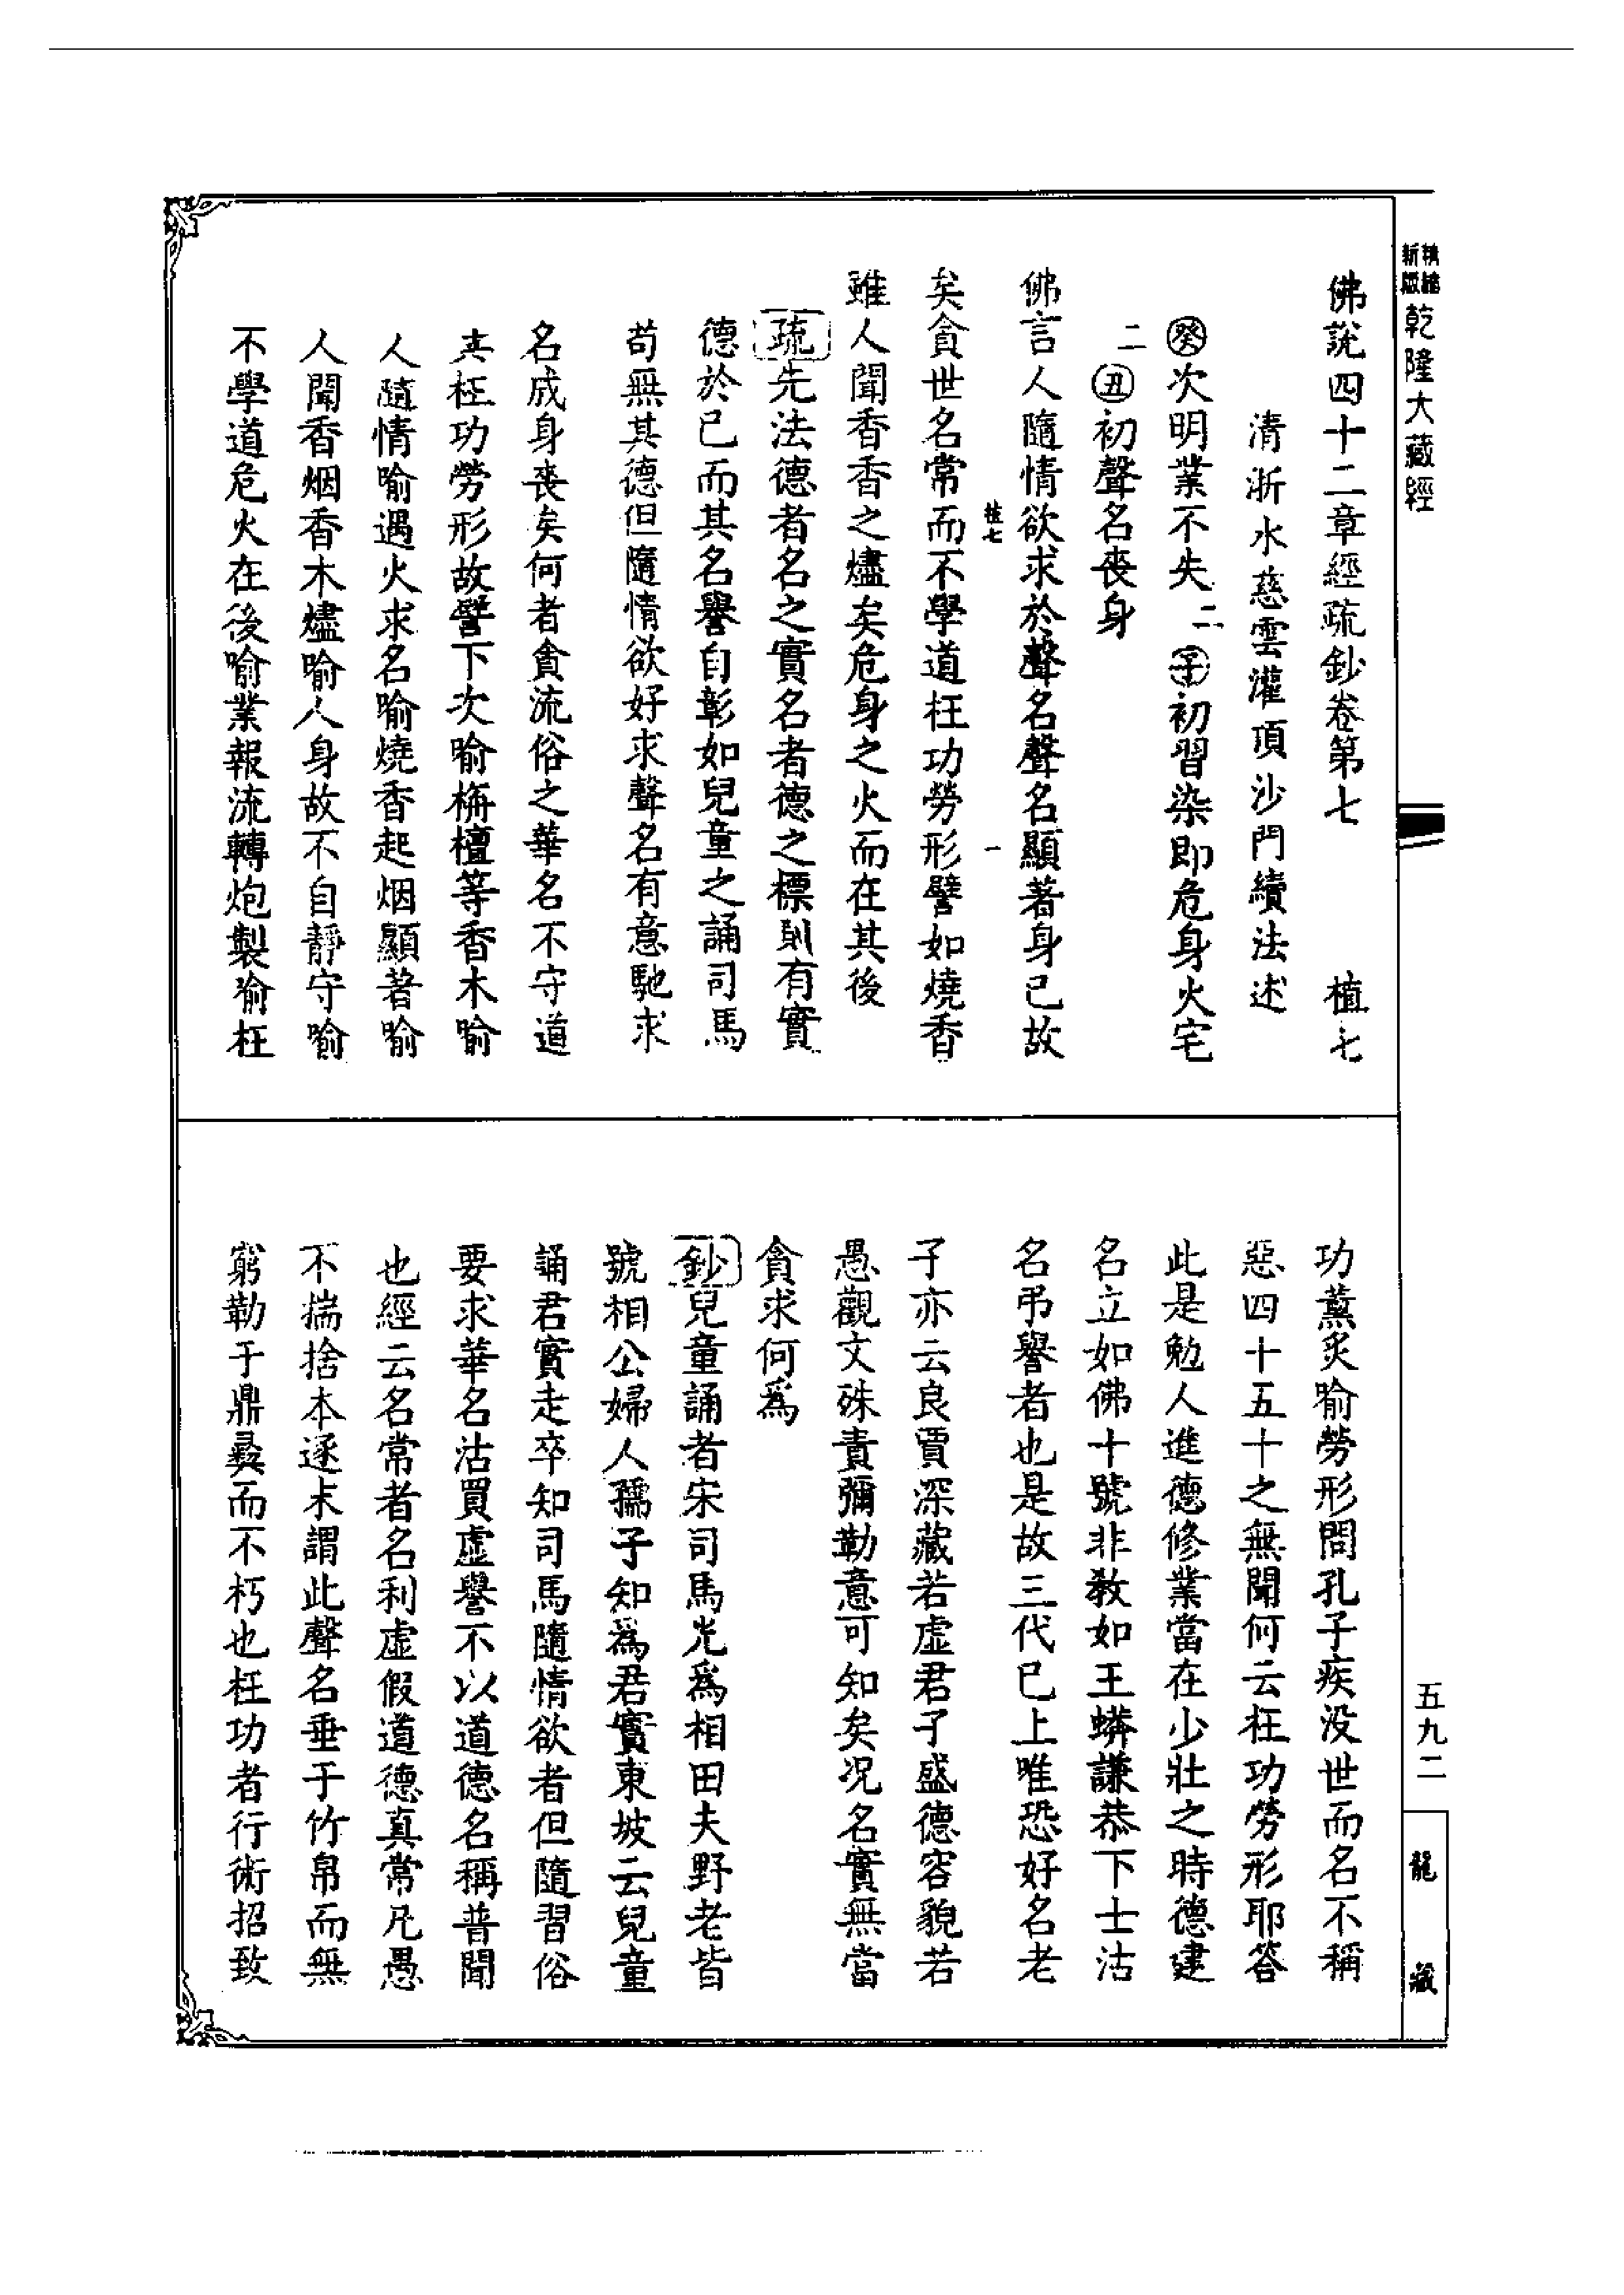 佛說四十二章經疏鈔卷第七　植七
清浙水慈雲灌頂沙門續法述
癸次明業不失二子初習染即危身火宅
二丑初聲名喪身
佛言人隨情欲求於聲名聲名顯著身已故
植七　一
矣貪世名常而不學道枉功勞形譬如燒香
雖人聞香香之燼矣危身之火而在其後
疏先法德者名之實名者德之標則有實
德於已而其名譽自彰如兒童之誦司馬
苟無其德但隨情欲好求聲名有意馳求
名成身喪矣何者貪流俗之華名不守道
真枉功勞形故譬下次喻栴檀等香木喻
人隨情喻遇火求名喻燒香起烟顯著喻
人聞香烟香木燼喻人身故不自靜守喻
不學道危火在後喻業報流轉炮製喻枉
功薰炙喻勞形問孔子疾没世而名不稱
惡四十五十之無聞何云枉功勞形耶答
此是勉人進德修業當在少壯之時德建
名立如佛十號非教如王蟒謙恭下士沽
名弔譽者也是故三代已上唯恐好名老
子亦云良賈深藏若虛君子盛德容貌若
愚觀文殊責彌勒意可知矣况名實無當
貪求何爲
鈔兒童誦者宋司馬光爲相田夫野老皆
號相公婦人孺子知爲君實東坡云兒童
誦君實走卒知司馬隨情欲者但隨習俗
要求華名沽買虛譽不以道德名稱普聞
也經云名常者名利虛假道德真常凡愚
不揣捨本逐末謂此聲名垂于竹帛而無
窮勒于鼎彞而不朽也枉功者行術招致
新版精縮乾隆大藏經
五九二
龍藏